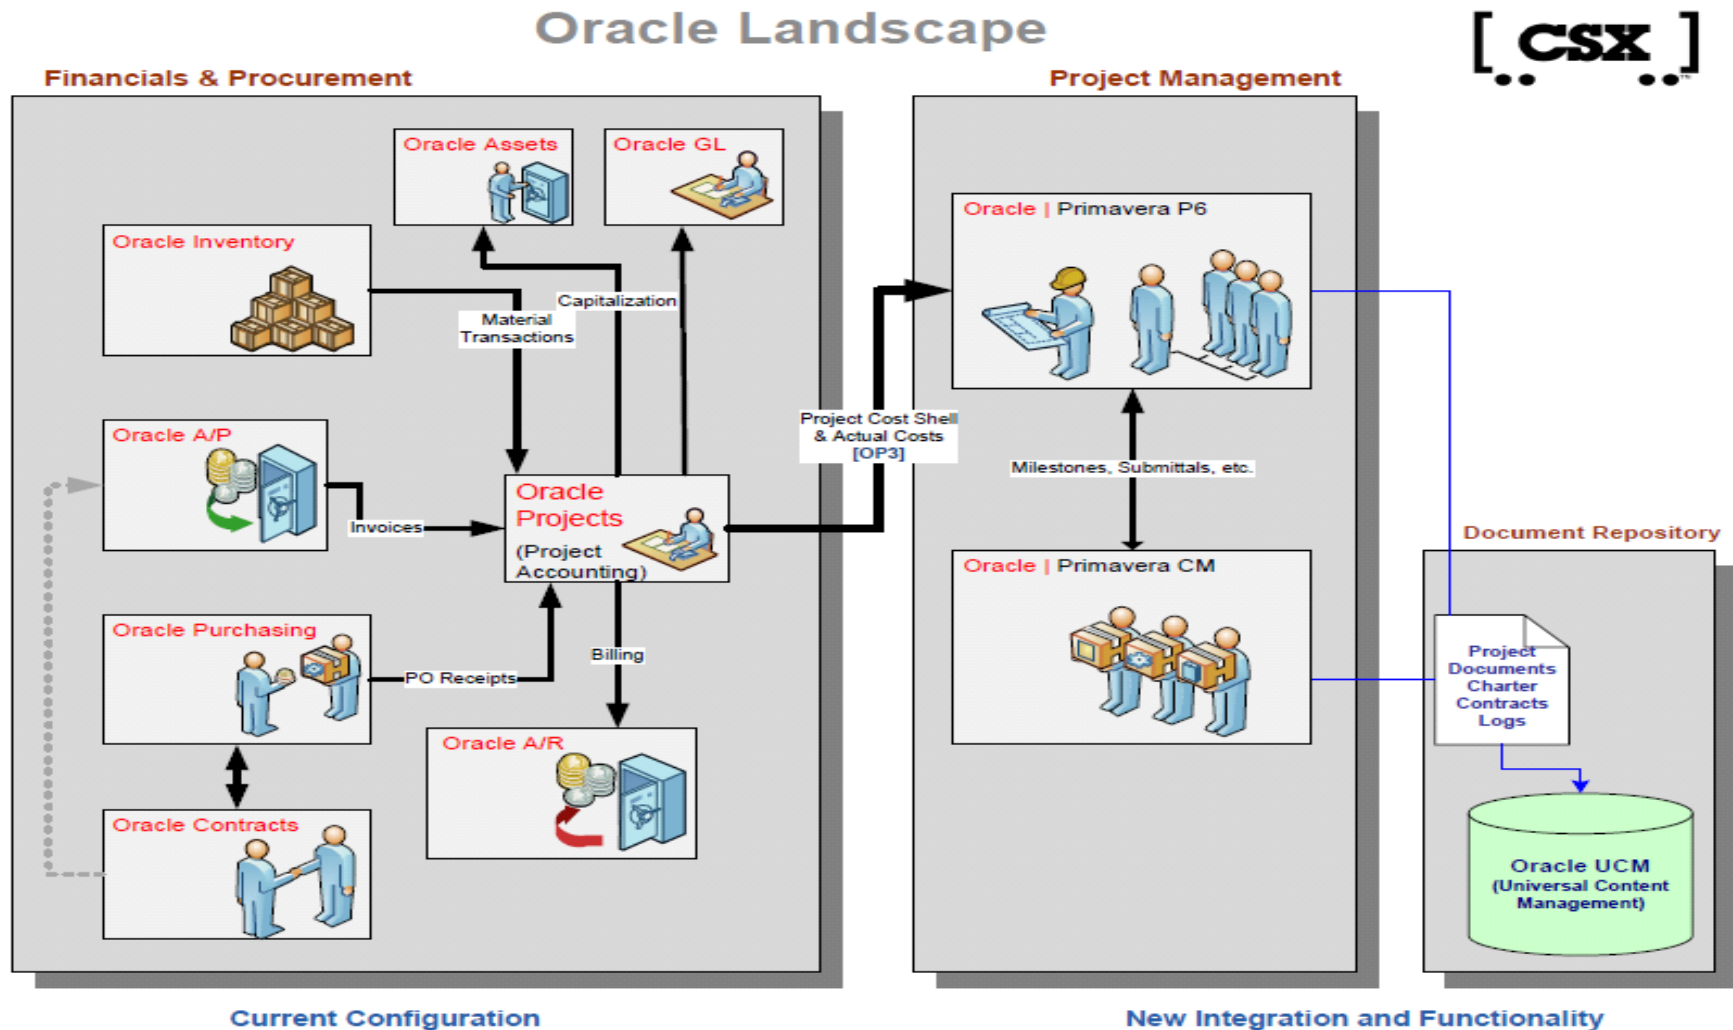 Oracle Landscape
[ CSX ]
TM
Financials & Procurement
Project Management
Oracle Assets
Oracle GL
Oracle | Primavera P6
Oracle Inventory
Capitalization
Material
Transactions
Oracle A/P
Project Cost Shell
& Actual Costs
[OP3]
Milestones, Submittals, etc.
Oracle
Projects
(Project
Accounting)
Invoices
Document Repository
Oracle | Primavera CM
Oracle Purchasing
Billing
PO Receipts
Project
Documents
Charter
Contracts
Logs
Oracle A/R
Oracle Contracts
Oracle UCM
(Universal Content
Management)
Current Configuration
New Integration and Functionality